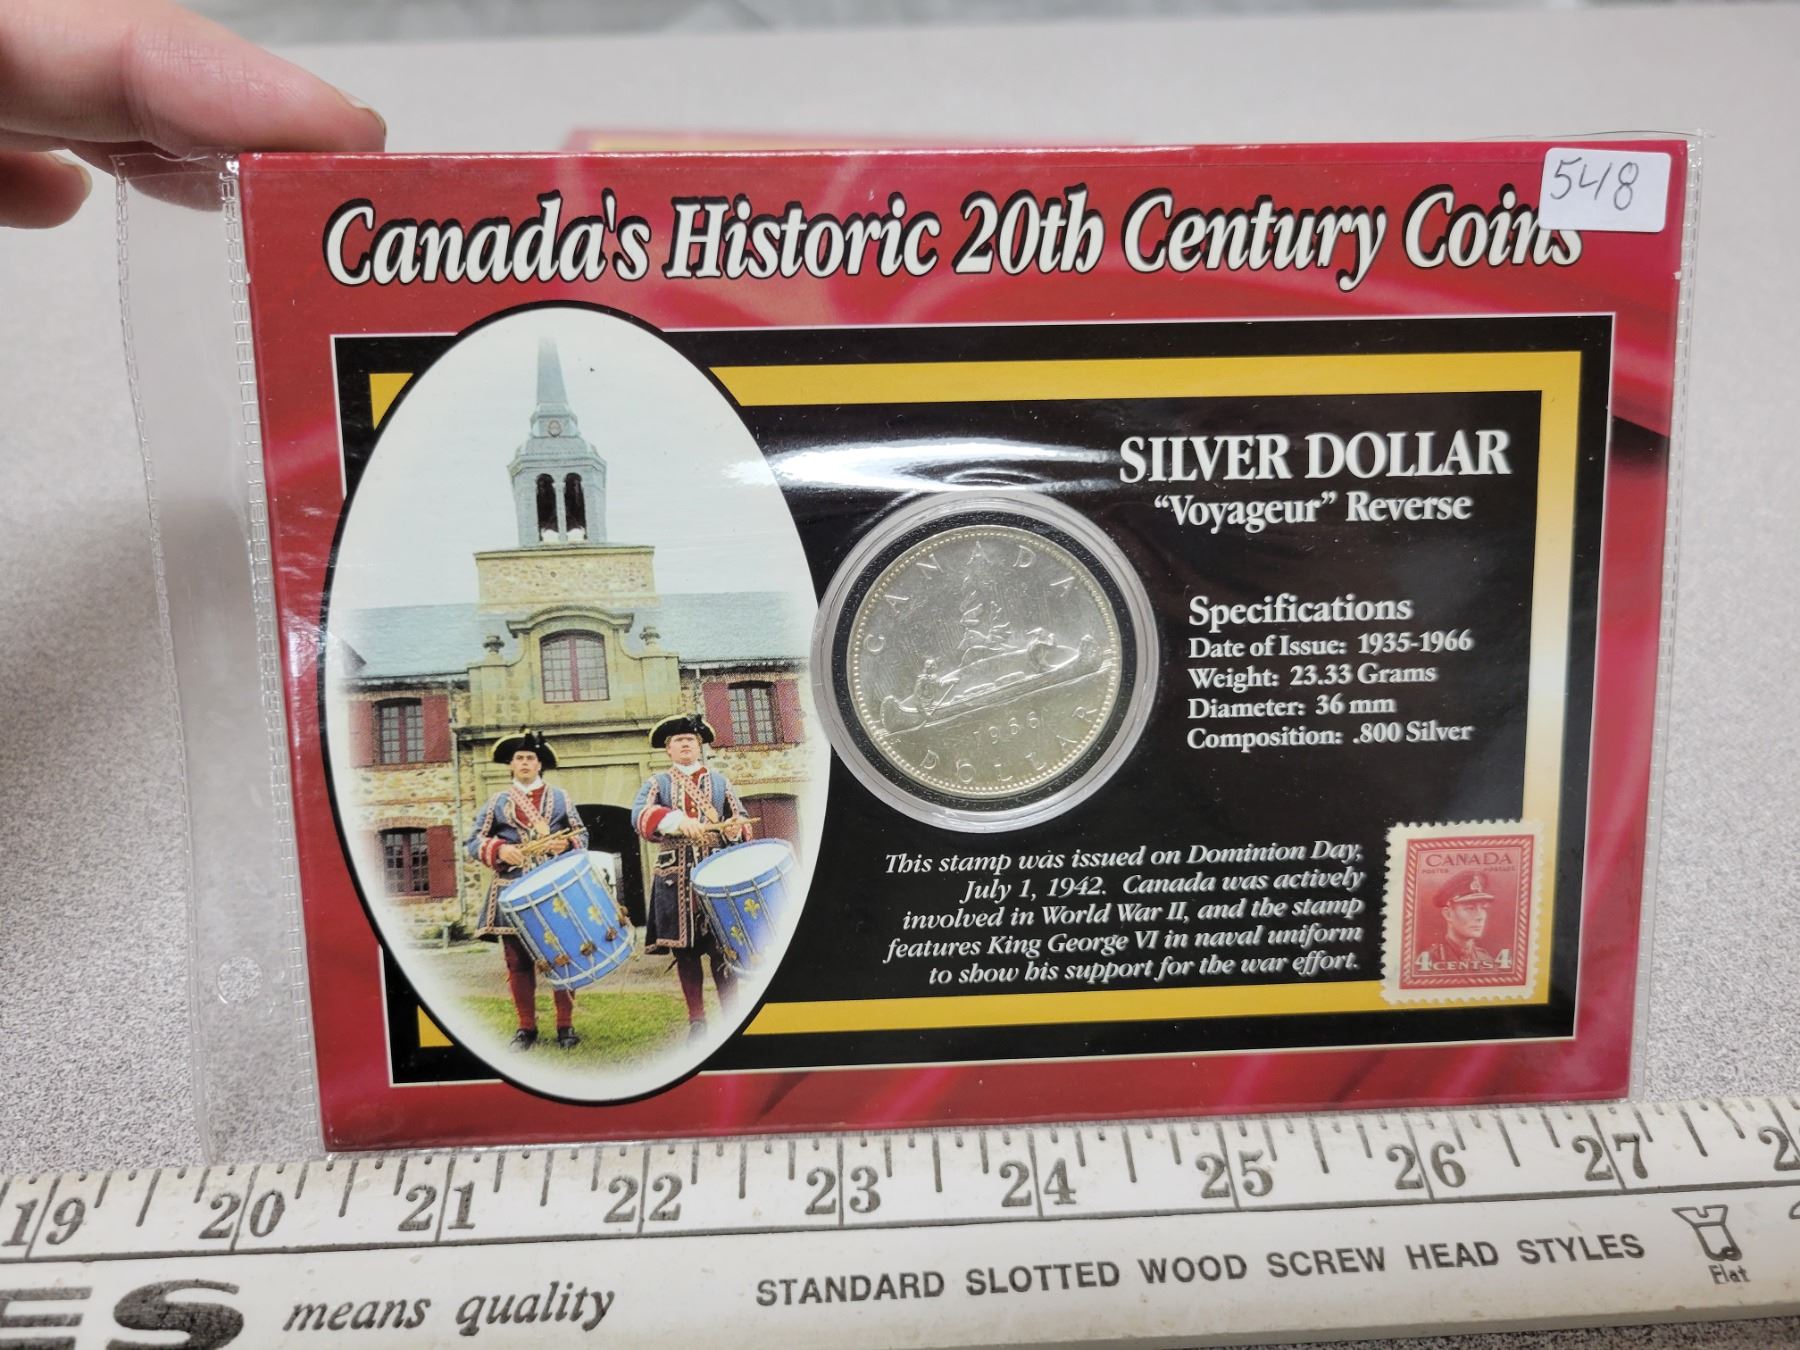 548
Canada's Historic 20th Century Coins
SILVER DOLLAR
"Voyageur" Reverse
CANADA
1966
DOLLAR
Specifications
Date of Issue: 1935-1966
Weight: 23.33 Grams
Diameter: 36 mm
Composition: .800 Silver
This stamp was issued on Dominion Day,
July 1, 1942. Canada was actively
involved in World War II, and the stamp
features King George VI in naval uniform
to show his support for the war effort.
CANADA
POSTES POSTAGE
4 CENTS 4
19 20 21 22 23 24 25 26 27
ES means quality
STANDARD SLOTTED WOOD SCREW HEAD STYLES
Flat